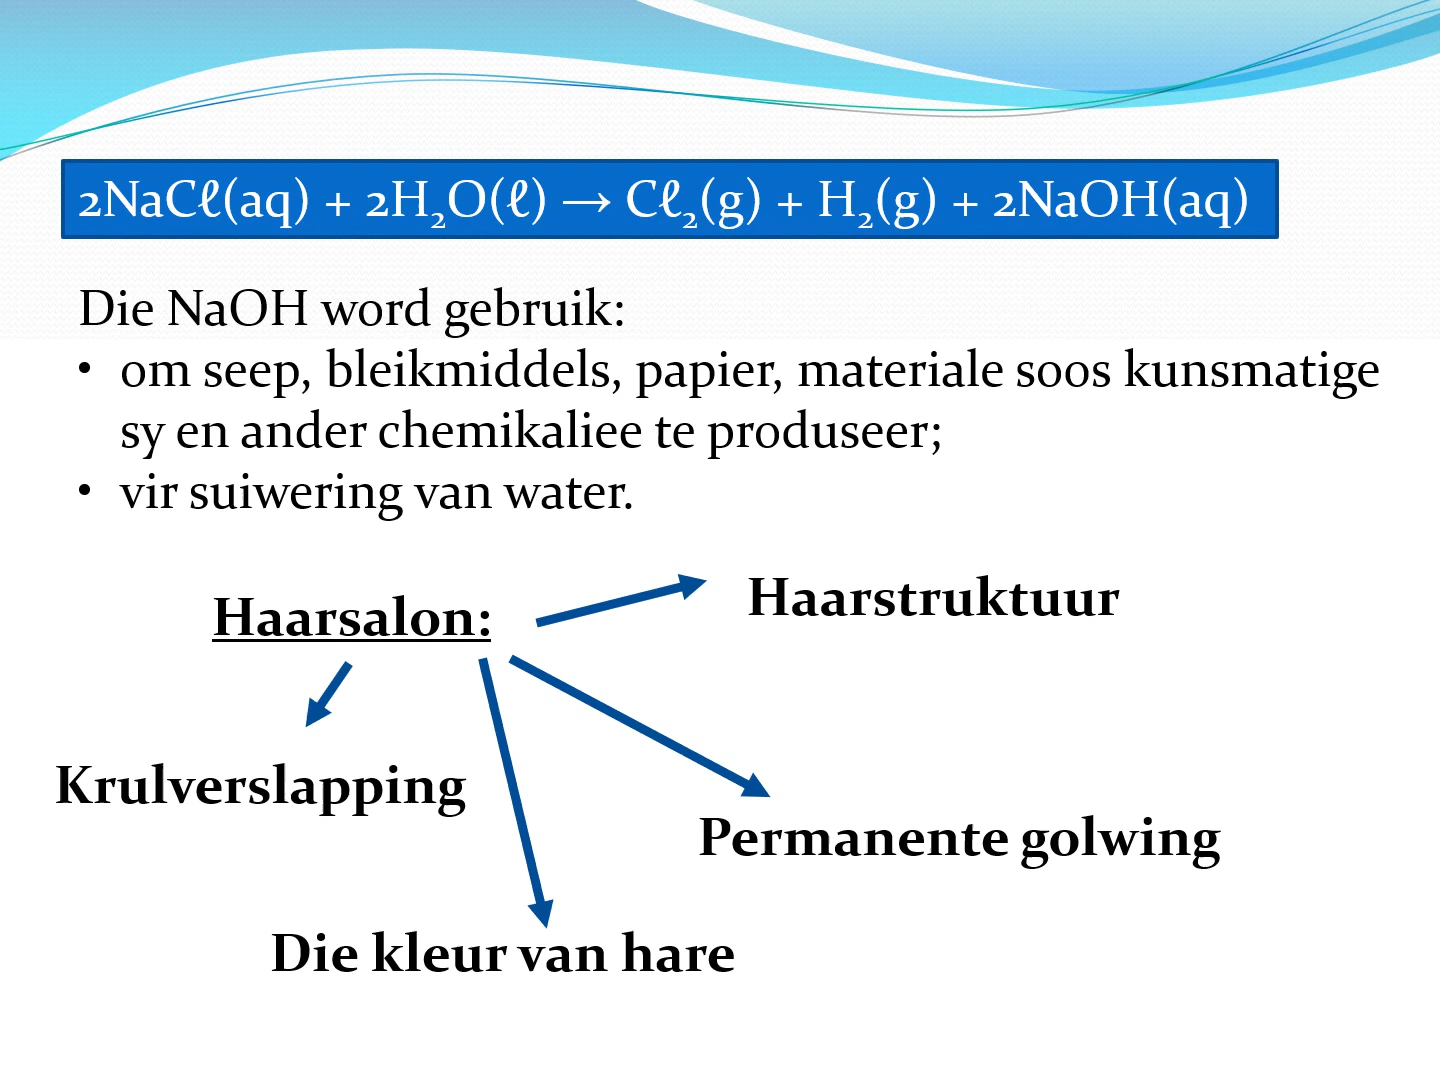 2NaCℓ(aq) + 2H₂O(ℓ) → Cℓ₂(g) + H₂(g) + 2NaOH(aq)
Die NaOH word gebruik:
• om seep, bleikmiddels, papier, materiale soos kunsmatige
sy en ander chemikaliee te produseer;
• vir suiwering van water.
Haarsalon:
Haarstruktuur
Krulverslapping
Permanente golwing
Die kleur van hare